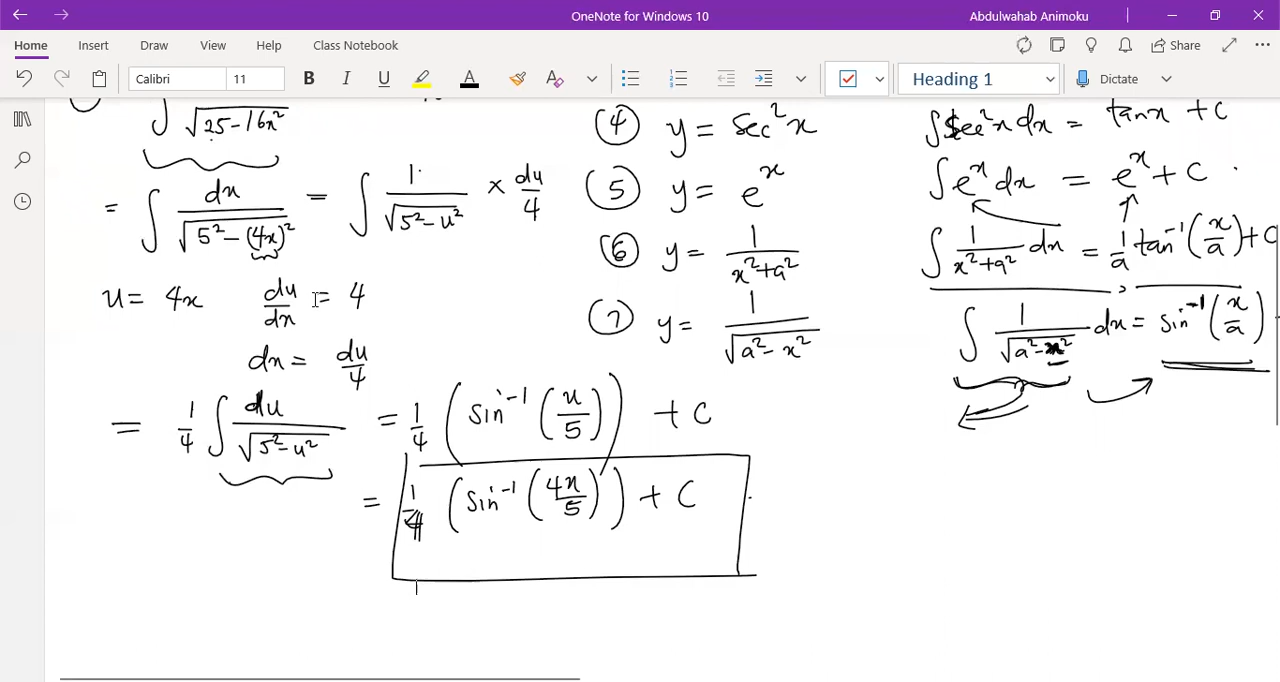 OneNote for Windows 10
Abdulwahab Animoku
Home Insert Draw View Help Class Notebook
Share
Calibri 11 B I U A Heading 1 Dictate
∫ √25-16x²
= ∫ dx / √5² - (4x)² = ∫ 1 / √5² - u² × du/4
u = 4x du/dx = 4
dx = du/4
= 1/4 ∫ du / √5² - u² = 1/4 (sin⁻¹ (u/5)) + C
= 1/4 (sin⁻¹ (4x/5)) + C
④ y = sec²x
⑤ y = eˣ
⑥ y = 1 / x²+a²
⑦ y = 1 / √a² - x²
∫ sec²x dx = tanx + C
∫ eˣ dx = eˣ + C
∫ 1 / x²+a² dx = 1/a tan⁻¹ (x/a) + C
∫ 1 / √a² - x² dx = sin⁻¹ (x/a)